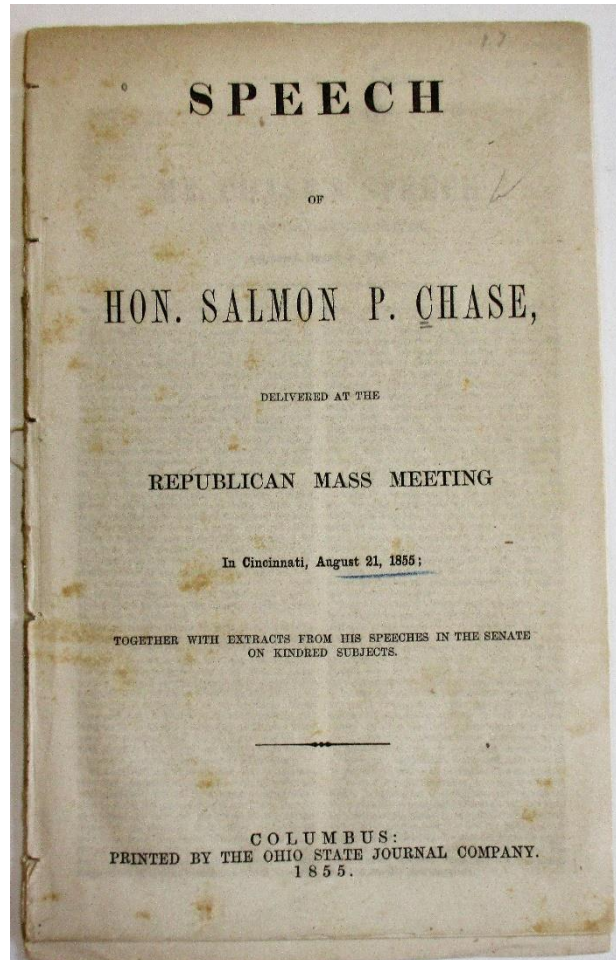 SPEECH
OF
HON. SALMON P. CHASE,
DELIVERED AT THE
REPUBLICAN MASS MEETING
In Cincinnati, August 21, 1855;
TOGETHER WITH EXTRACTS FROM HIS SPEECHES IN THE SENATE
ON KINDRED SUBJECTS.
COLUMBUS:
PRINTED BY THE OHIO STATE JOURNAL COMPANY.
1855.